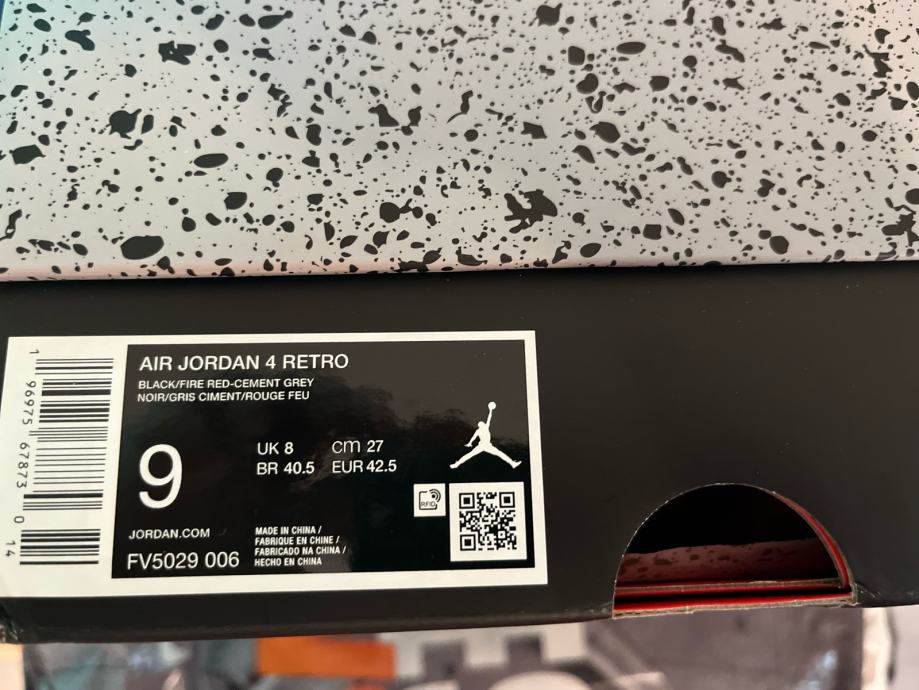 AIR JORDAN 4 RETRO
BLACK/FIRE RED-CEMENT GREY
NOIR/GRIS CIMENT/ROUGE FEU
9
UK 8 cm 27
BR 40.5 EUR 42.5
RFID
JORDAN.COM
FV5029 006
MADE IN CHINA /
FABRIQUE EN CHINE /
FABRICADO NA CHINA /
HECHO EN CHINA
1 96975 67873 0 14